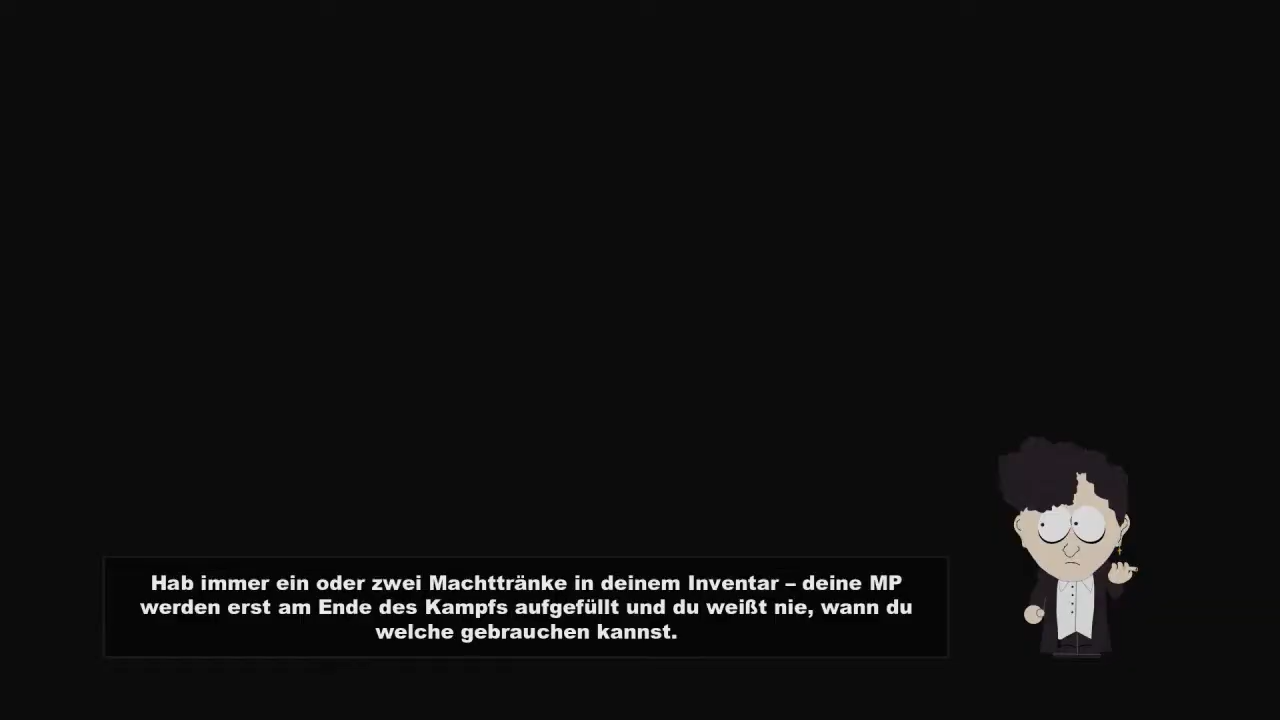 Hab immer ein oder zwei Machttränke in deinem Inventar – deine MP
werden erst am Ende des Kampfs aufgefüllt und du weißt nie, wann du
welche gebrauchen kannst.